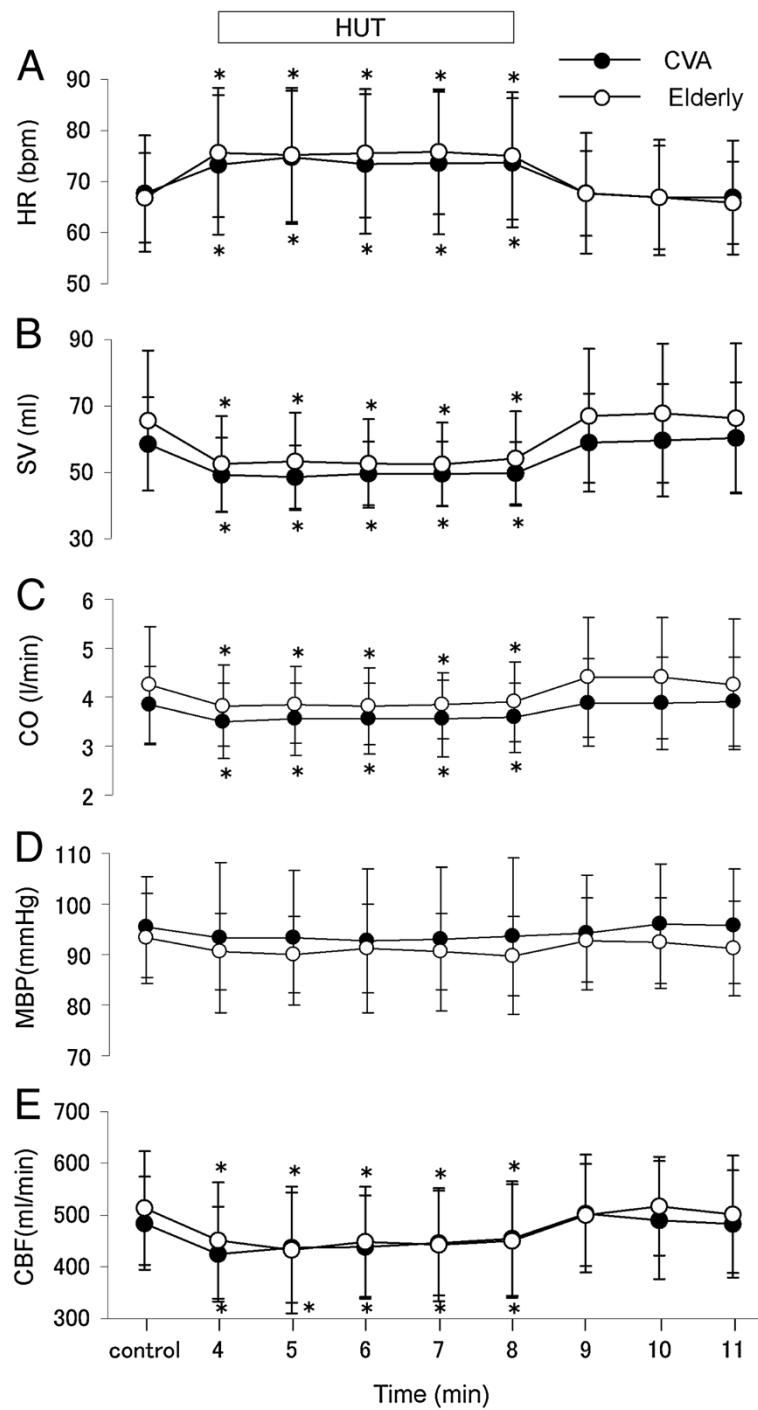 HUT
CVA
Elderly
A
HR (bpm)
90
80
70
60
50
* * * * *
* * * * *
B
SV (ml)
90
70
50
30
* * * * *
* * * * *
C
CO (l/min)
6
5
4
3
2
* * * * *
* * * * *
D
MBP(mmHg)
110
100
90
80
70
E
CBF(ml/min)
700
600
500
400
300
* * * * *
* * * * *
control 4 5 6 7 8 9 10 11
Time (min)